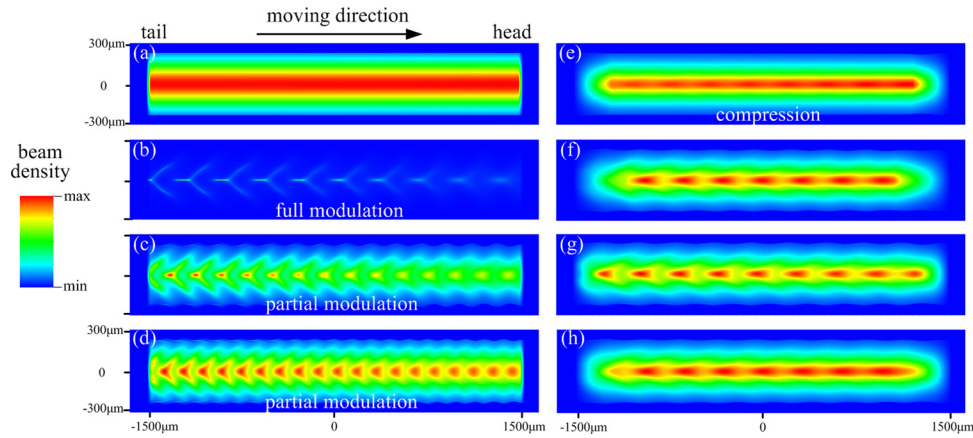 moving direction
tail
head
300μm
(a)
0
-300μm
(e)
compression
beam
density
max
min
(b)
full modulation
(f)
(c)
partial modulation
(g)
300μm
(d)
0
-300μm
partial modulation
(h)
-1500μm
0
1500μm
-1500μm
0
1500μm